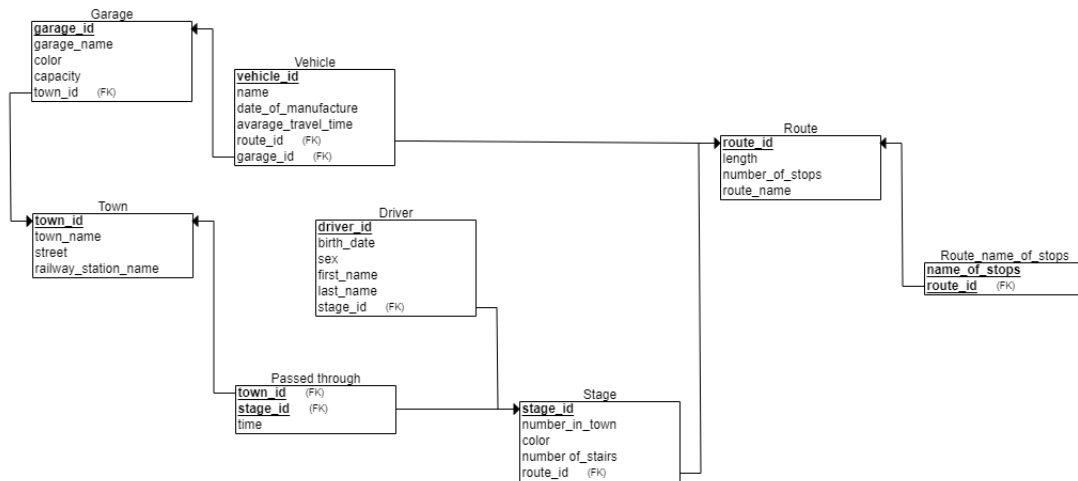 Garage
garage_id
garage_name
color
capacity
town_id (FK)
Vehicle
vehicle_id
name
date_of_manufacture
avarage_travel_time
route_id (FK)
garage_id (FK)
Route
route_id
length
number_of_stops
route_name
Town
town_id
town_name
street
railway_station_name
Driver
driver_id
birth_date
sex
first_name
last_name
stage_id (FK)
Route_name_of_stops
name_of_stops
route_id (FK)
Passed through
town_id (FK)
stage_id (FK)
time
Stage
stage_id
number_in_town
color
number of_stairs
route_id (FK)